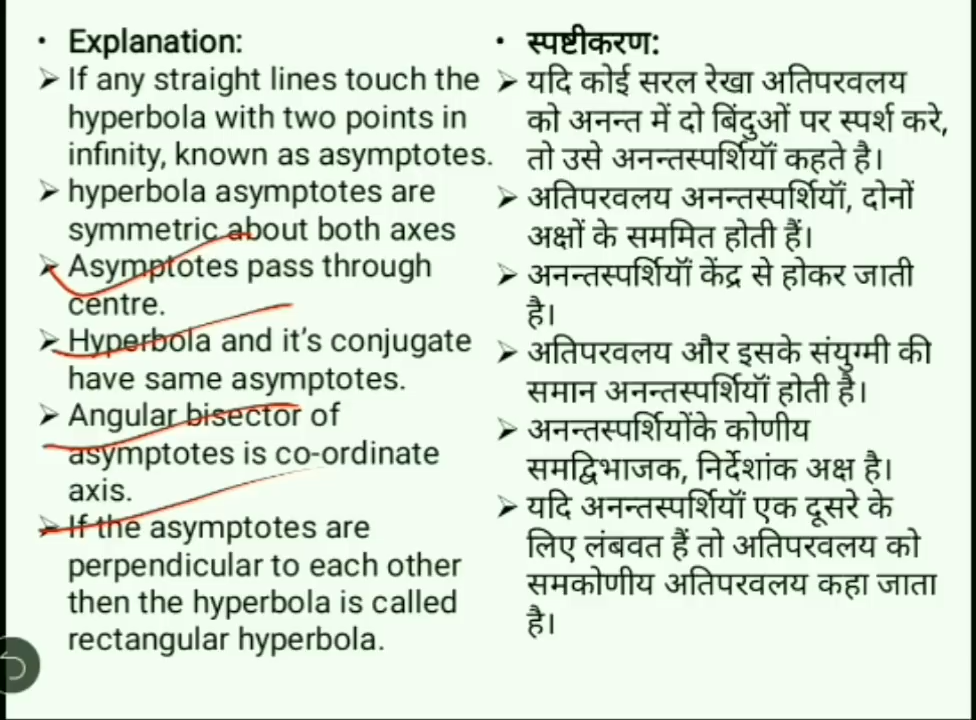 • Explanation:
➢ If any straight lines touch the
hyperbola with two points in
infinity, known as asymptotes.
➢ hyperbola asymptotes are
symmetric about both axes
➢ Asymptotes pass through
centre.
➢ Hyperbola and it's conjugate
have same asymptotes.
➢ Angular bisector of
asymptotes is co-ordinate
axis.
➢ If the asymptotes are
perpendicular to each other
then the hyperbola is called
rectangular hyperbola.
• स्पष्टीकरण:
➢ यदि कोई सरल रेखा अतिपरवलय
को अनन्त में दो बिंदुओं पर स्पर्श करे,
तो उसे अनन्तस्पर्शियॉं कहते है।
➢ अतिपरवलय अनन्तस्पर्शियॉं, दोनों
अक्षों के सममित होती हैं।
➢ अनन्तस्पर्शियॉं केंद्र से होकर जाती
है।
➢ अतिपरवलय और इसके संयुग्मी की
समान अनन्तस्पर्शियॉं होती है।
➢ अनन्तस्पर्शियोंके कोणीय
समद्विभाजक, निर्देशांक अक्ष है।
➢ यदि अनन्तस्पर्शियॉं एक दूसरे के
लिए लंबवत हैं तो अतिपरवलय को
समकोणीय अतिपरवलय कहा जाता
है।